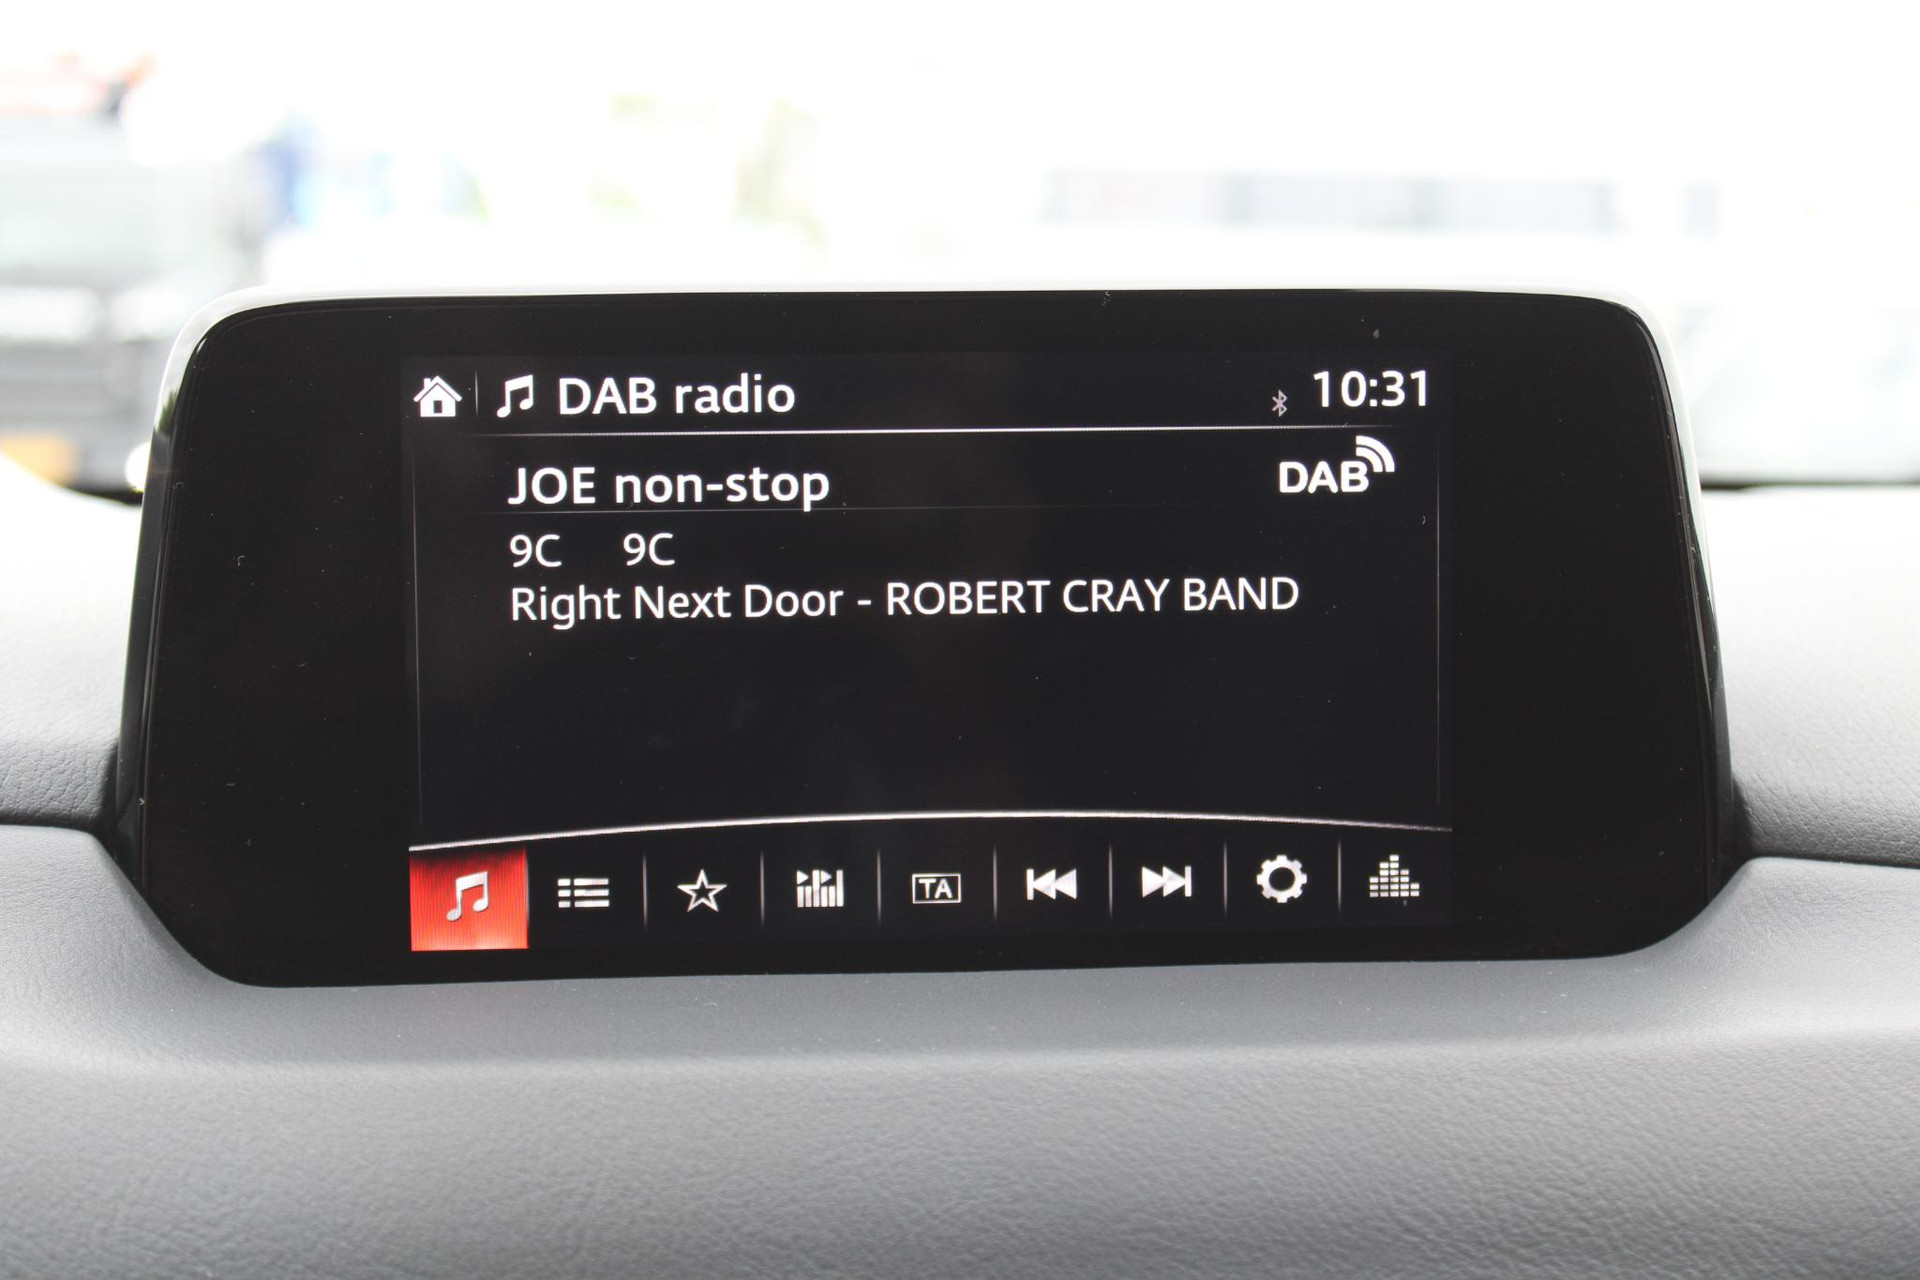 DAB radio 10:31
JOE non-stop DAB
9C 9C
Right Next Door - ROBERT CRAY BAND
TA